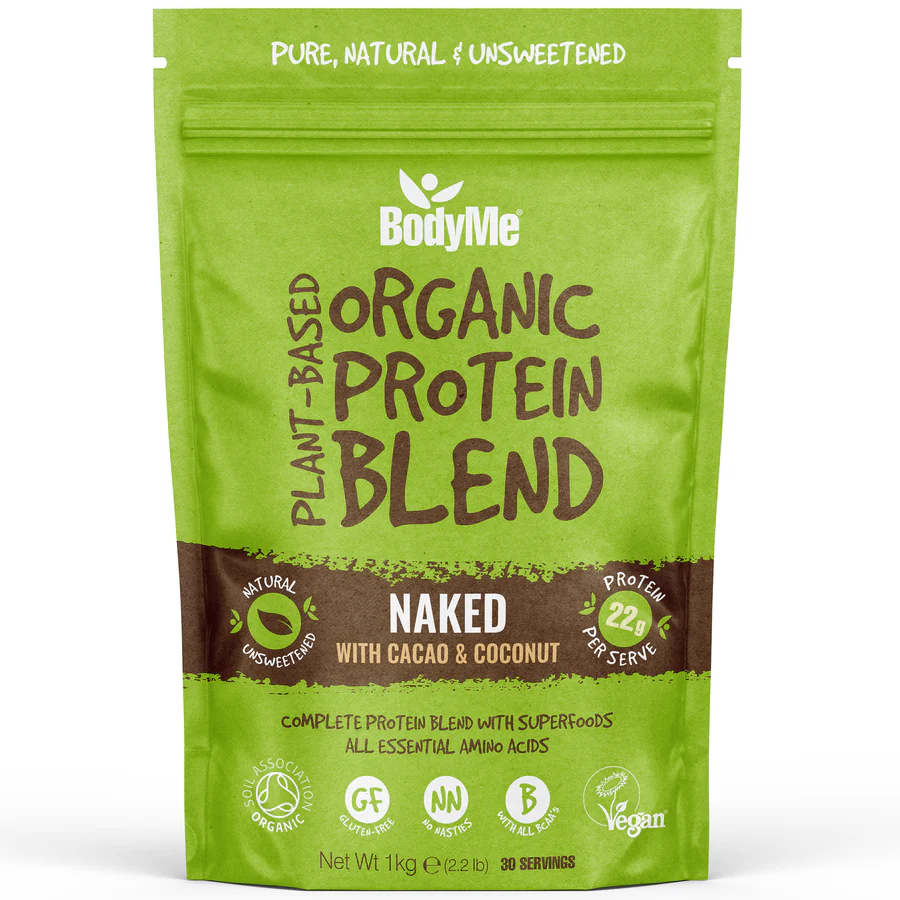 PURE, NATURAL & UNSWEETENED
BodyMe®
PLANT-BASED
ORGANIC
PROTEIN
BLEND
NATURAL
UNSWEETENED
NAKED
WITH CACAO & COCONUT
PROTEIN
22g
PER SERVE
COMPLETE PROTEIN BLEND WITH SUPERFOODS
ALL ESSENTIAL AMINO ACIDS
SOIL ASSOCIATION
ORGANIC
GF
GLUTEN-FREE
NN
NO NASTIES
B
WITH ALL BCAA's
Vegan
Net Wt 1kg ℮ (2.2 lb) 30 SERVINGS